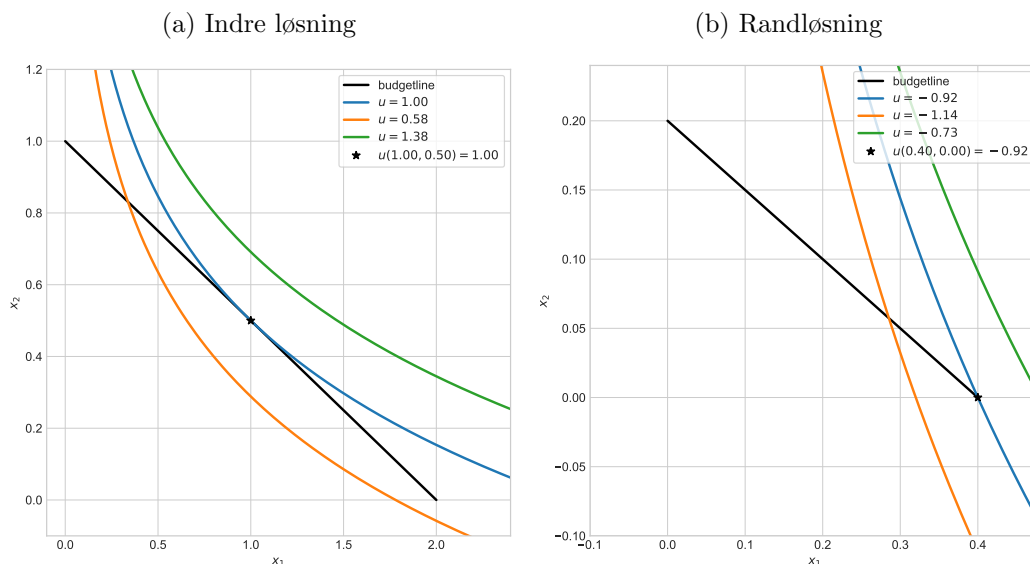 (a) Indre løsning
1.2
1.0
0.8
0.6
0.4
0.2
0.0
x₂
0.0 0.5 1.0 1.5 2.0
x₁
budgetline
u = 1.00
u = 0.58
u = 1.38
u(1.00, 0.50) = 1.00
(b) Randløsning
0.20
0.15
0.10
0.05
0.00
−0.05
−0.10
x₂
−0.1 0.0 0.1 0.2 0.3 0.4
x₁
budgetline
u = −0.92
u = −1.14
u = −0.73
u(0.40, 0.00) = −0.92